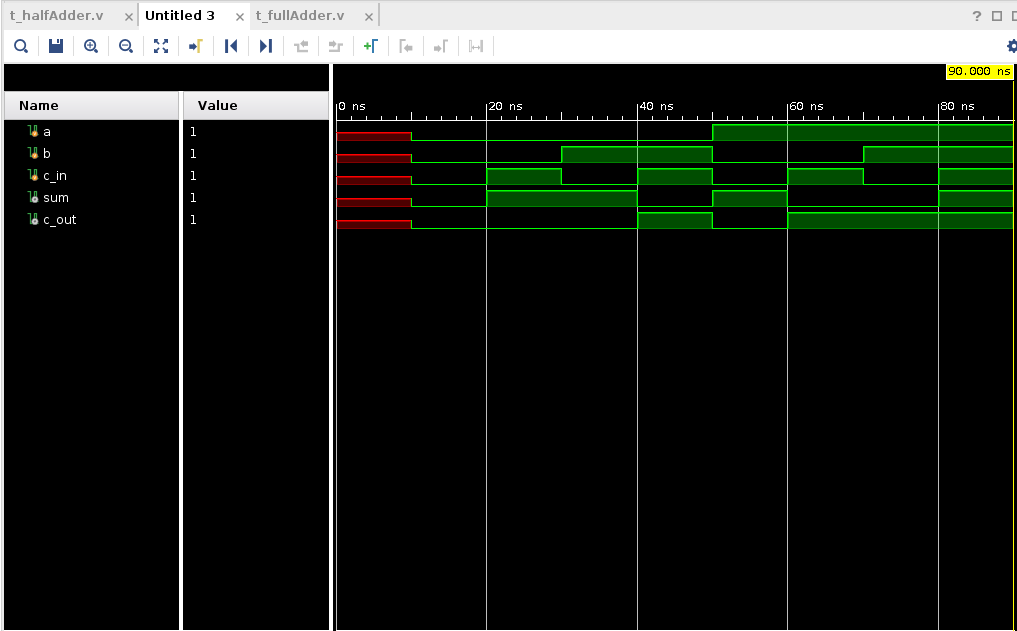 t_halfAdder.v × Untitled 3 × t_fullAdder.v × ?
90.000 ns
Name Value 0 ns 20 ns 40 ns 60 ns 80 ns
a 1
b 1
c_in 1
sum 1
c_out 1